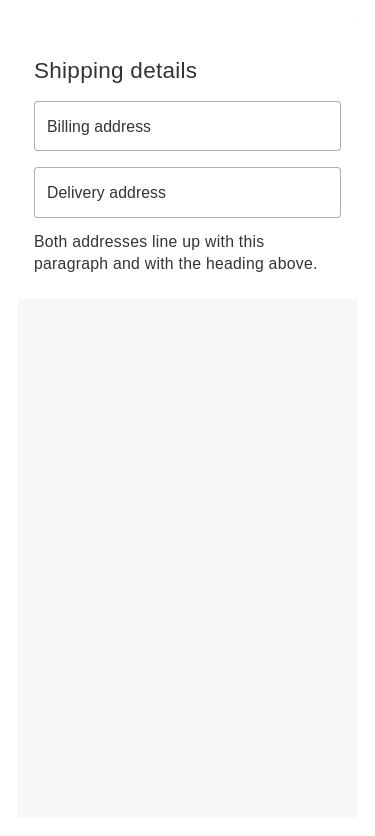 Shipping details
Billing address
Delivery address
Both addresses line up with this
paragraph and with the heading above.